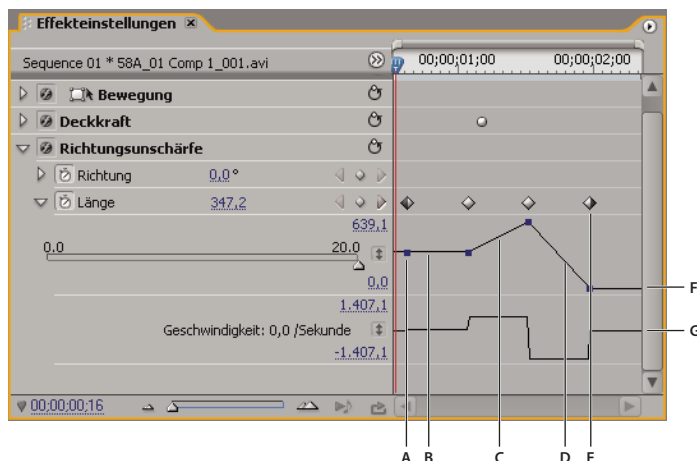 Effekteinstellungen
Sequence 01 * 58A_01 Comp 1_001.avi
00;00;01;00 00;00;02;00
Bewegung
Deckkraft
Richtungsunschärfe
Richtung 0,0°
Länge 347,2
639,1
0.0 20.0
0,0
F
1.407,1
Geschwindigkeit: 0,0 /Sekunde
G
-1.407,1
00;00;00;16
A B C D E